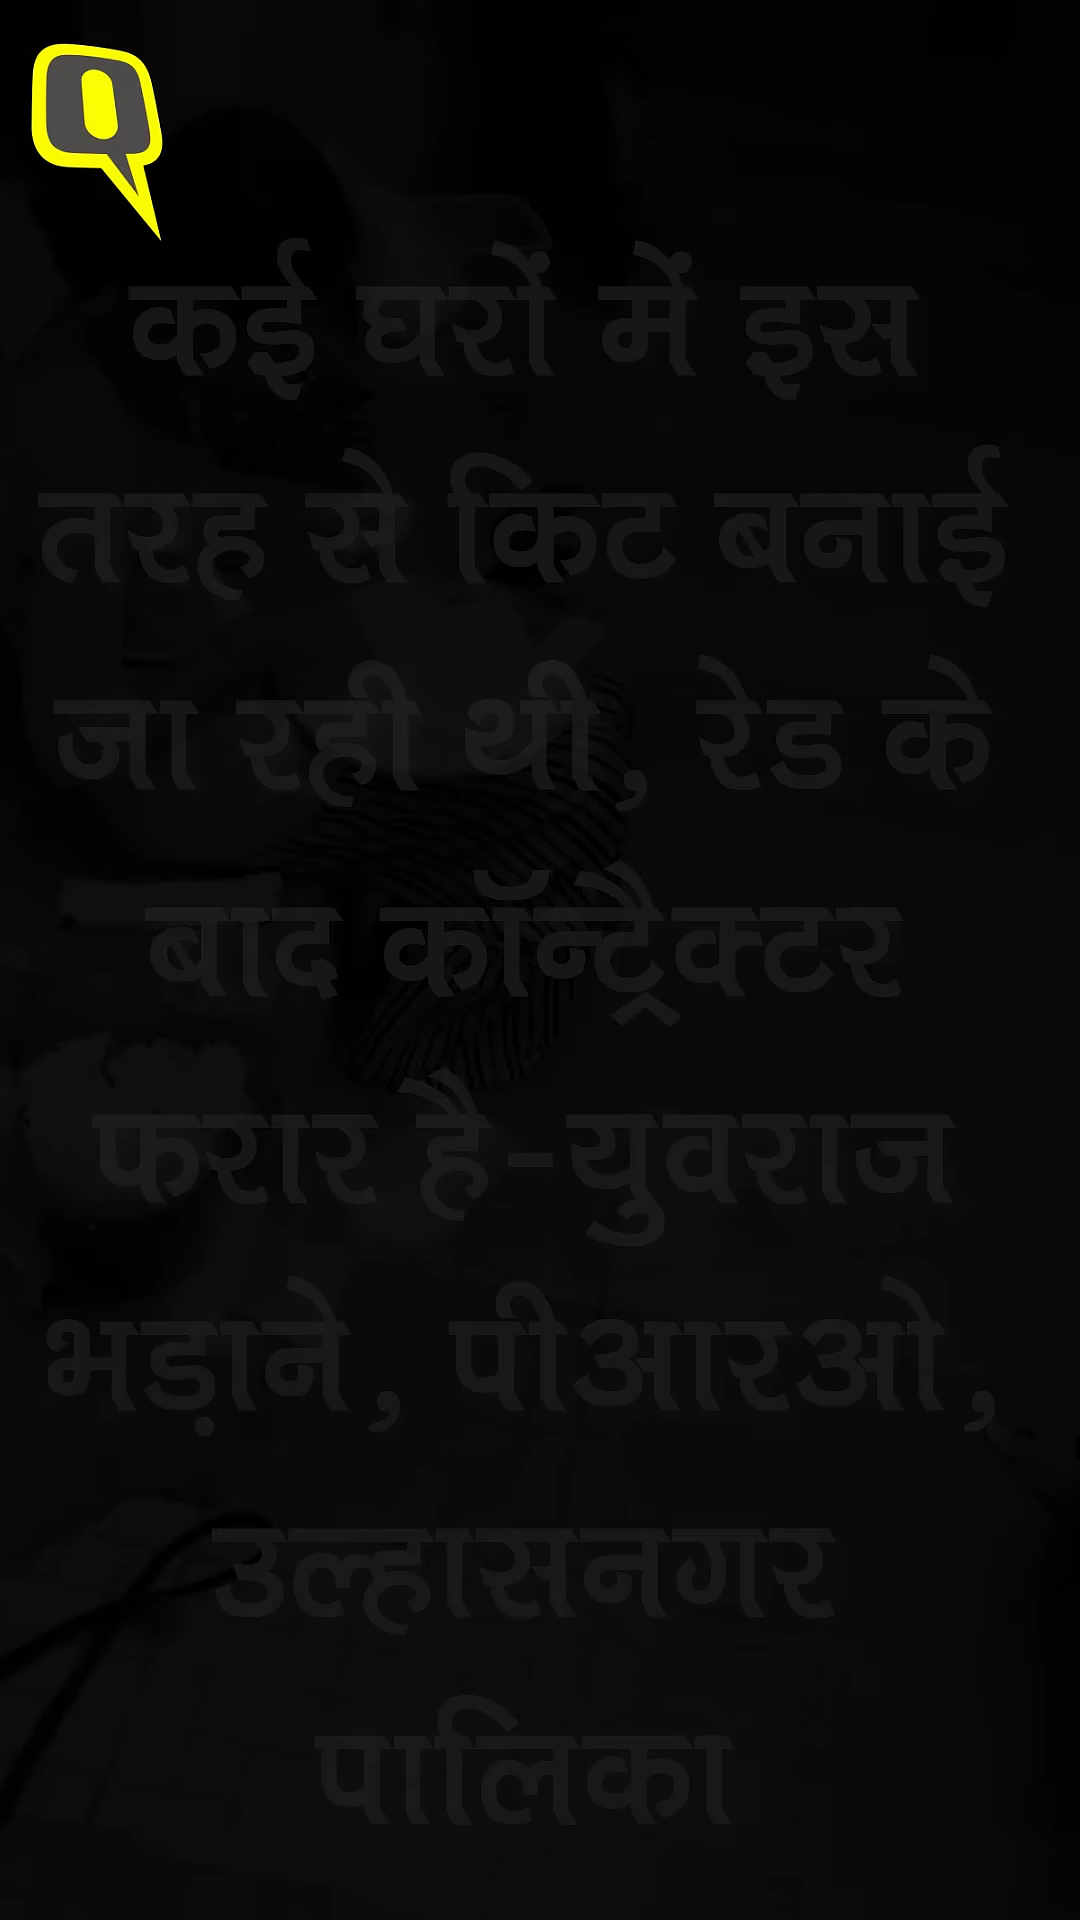 कई घरों में इस
तरह से किट बनाई
जा रही थी, रेड के
बाद कॉन्ट्रैक्टर
फरार है-युवराज
भड़ाने, पीआरओ,
उल्हासनगर
पालिका